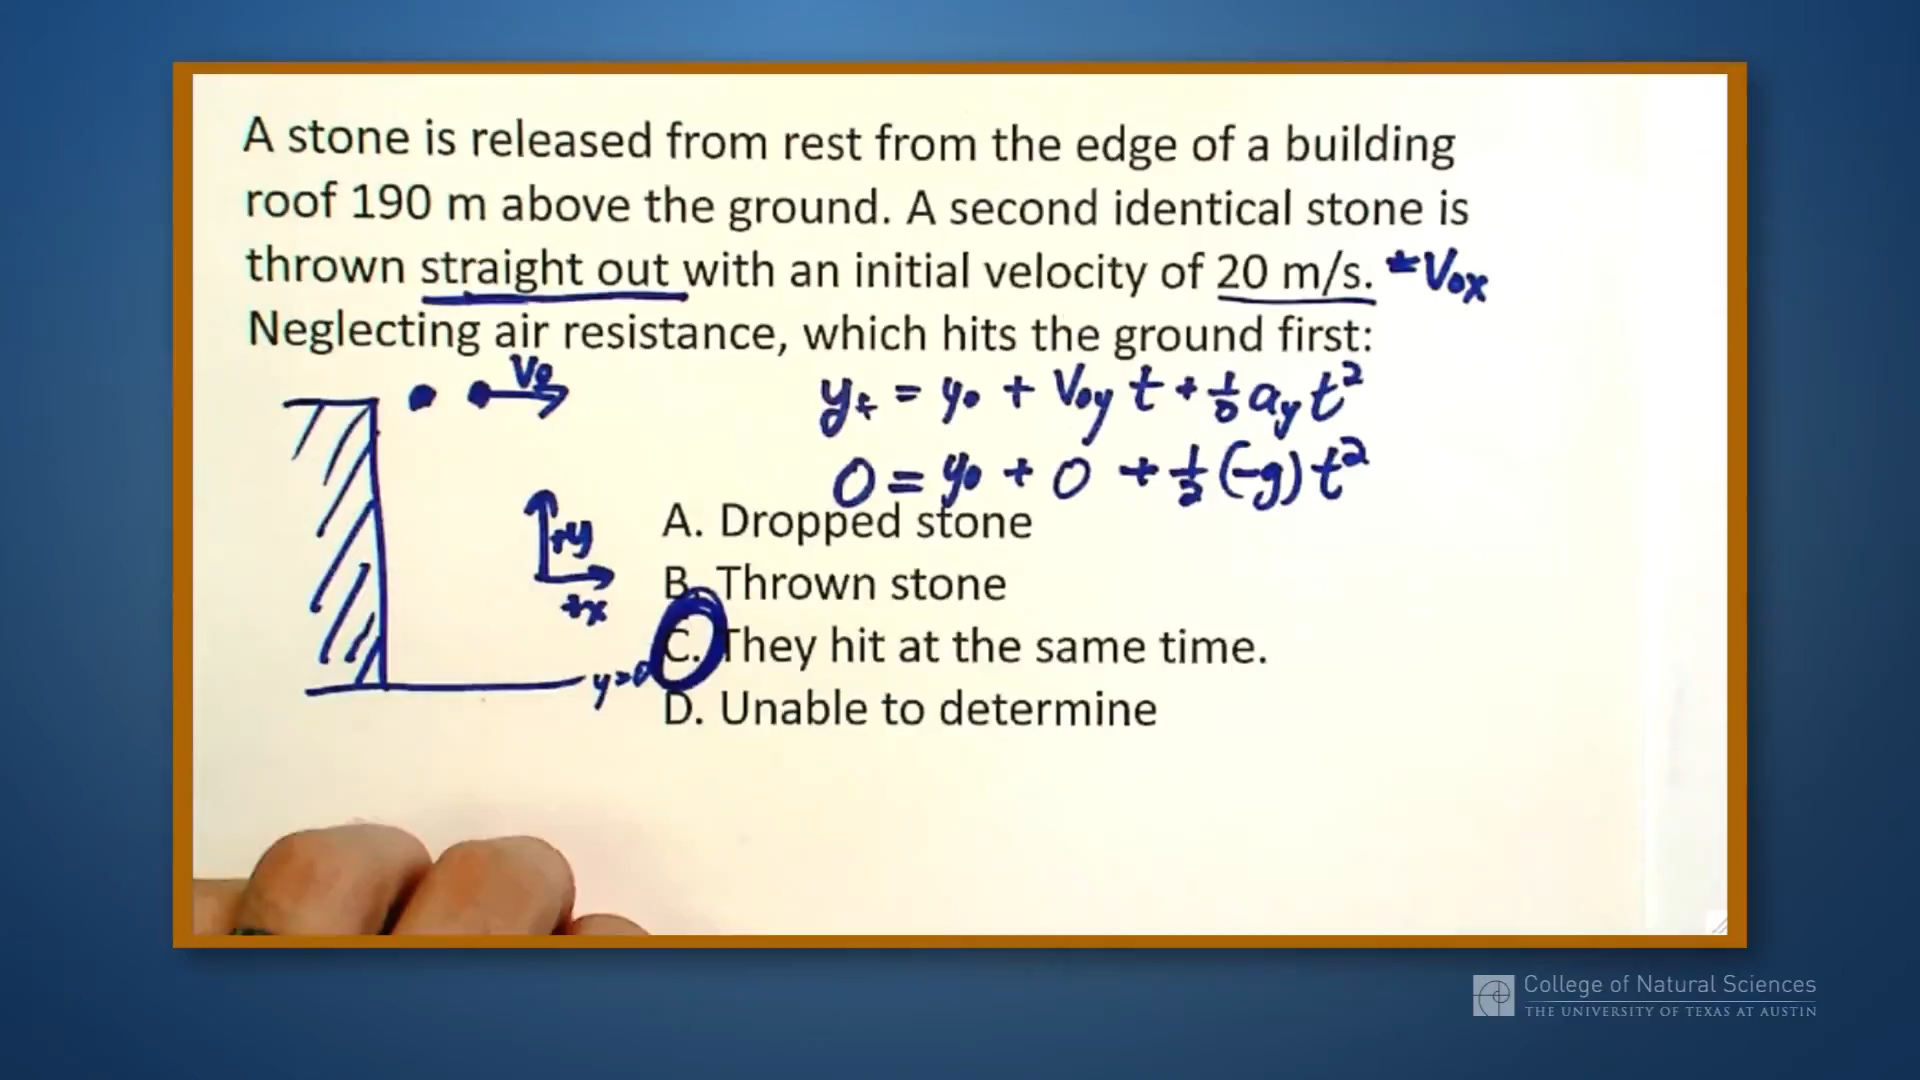 A stone is released from rest from the edge of a building
roof 190 m above the ground. A second identical stone is
thrown straight out with an initial velocity of 20 m/s.
Vox
Neglecting air resistance, which hits the ground first:
V0
yt = y0 + Voy t + 1/2 ay t²
0 = y0 + 0 + 1/2 (-g) t²
A. Dropped stone
+y
B. Thrown stone
+x
C. They hit at the same time.
y=0
D. Unable to determine
College of Natural Sciences
THE UNIVERSITY OF TEXAS AT AUSTIN